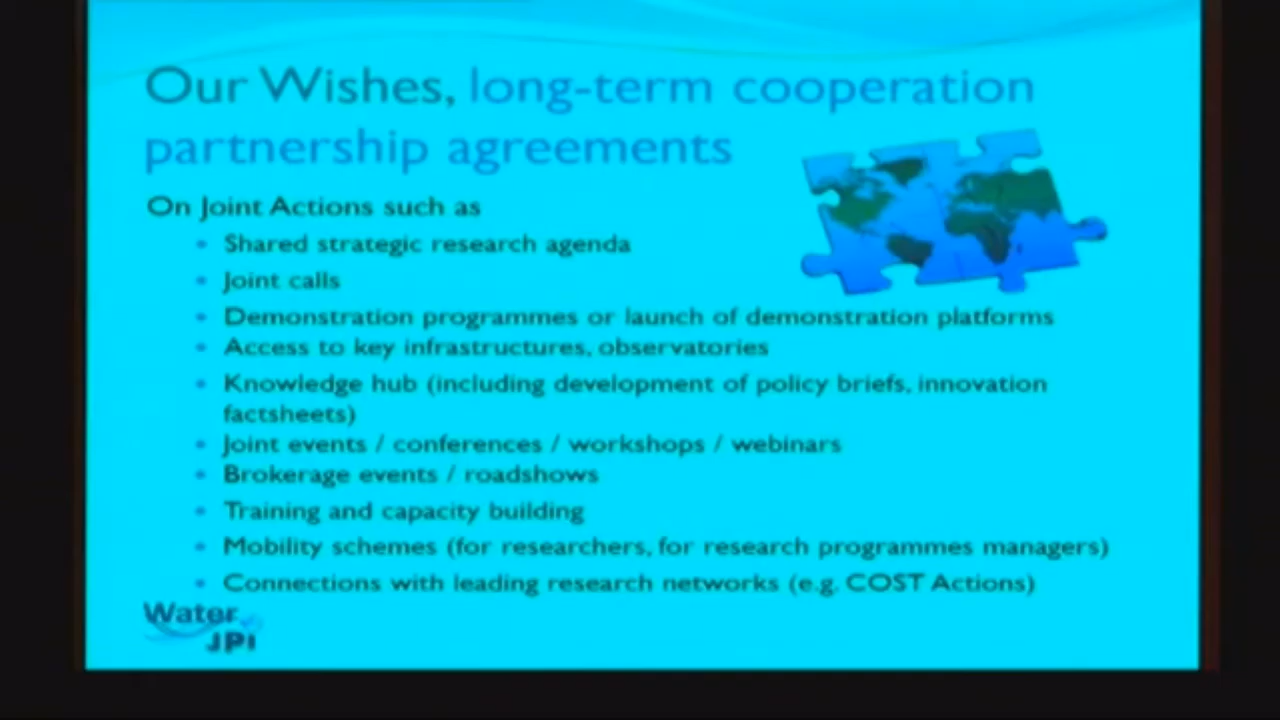 Our Wishes, long-term cooperation
partnership agreements
On Joint Actions such as
• Shared strategic research agenda
• Joint calls
• Demonstration programmes or launch of demonstration platforms
• Access to key infrastructures, observatories
• Knowledge hub (including development of policy briefs, innovation
factsheets)
• Joint events / conferences / workshops / webinars
• Brokerage events / roadshows
• Training and capacity building
• Mobility schemes (for researchers, for research programmes managers)
• Connections with leading research networks (e.g. COST Actions)
Water
JPI